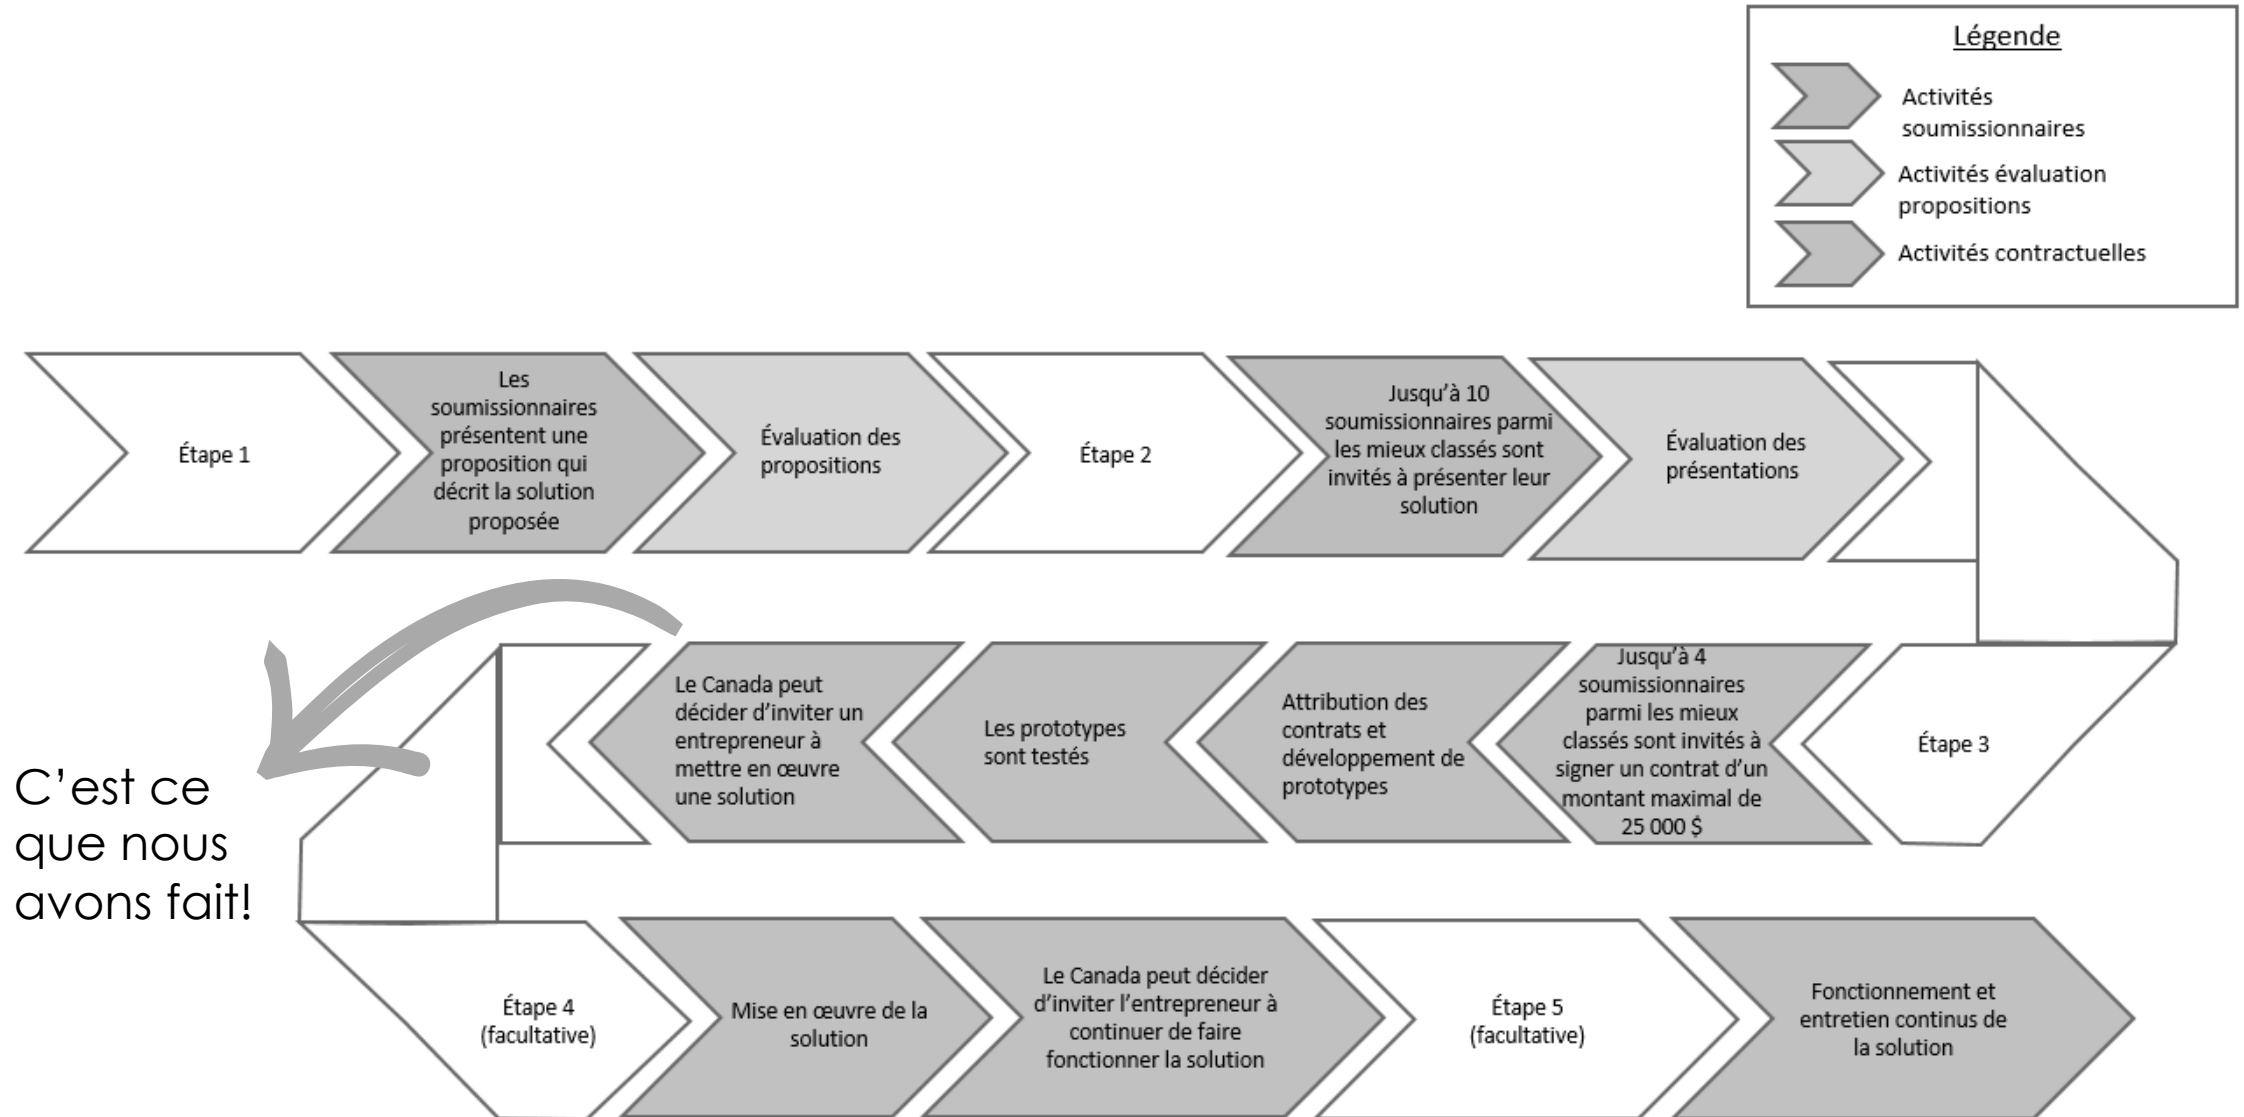 Légende
Activités
soumissionnaires
Activités évaluation
propositions
Activités contractuelles
Étape 1
Les
soumissionnaires
présentent une
proposition qui
décrit la solution
proposée
Évaluation des
propositions
Étape 2
Jusqu'à 10
soumissionnaires parmi
les mieux classés sont
invités à présenter leur
solution
Évaluation des
présentations
Étape 3
Jusqu'à 4
soumissionnaires
parmi les mieux
classés sont invités à
signer un contrat d'un
montant maximal de
25 000 $
Attribution des
contrats et
développement de
prototypes
Les prototypes
sont testés
Le Canada peut
décider d'inviter un
entrepreneur à
mettre en œuvre
une solution
C'est ce
que nous
avons fait!
Étape 4
(facultative)
Mise en œuvre de la
solution
Le Canada peut décider
d'inviter l'entrepreneur à
continuer de faire
fonctionner la solution
Étape 5
(facultative)
Fonctionnement et
entretien continus de
la solution